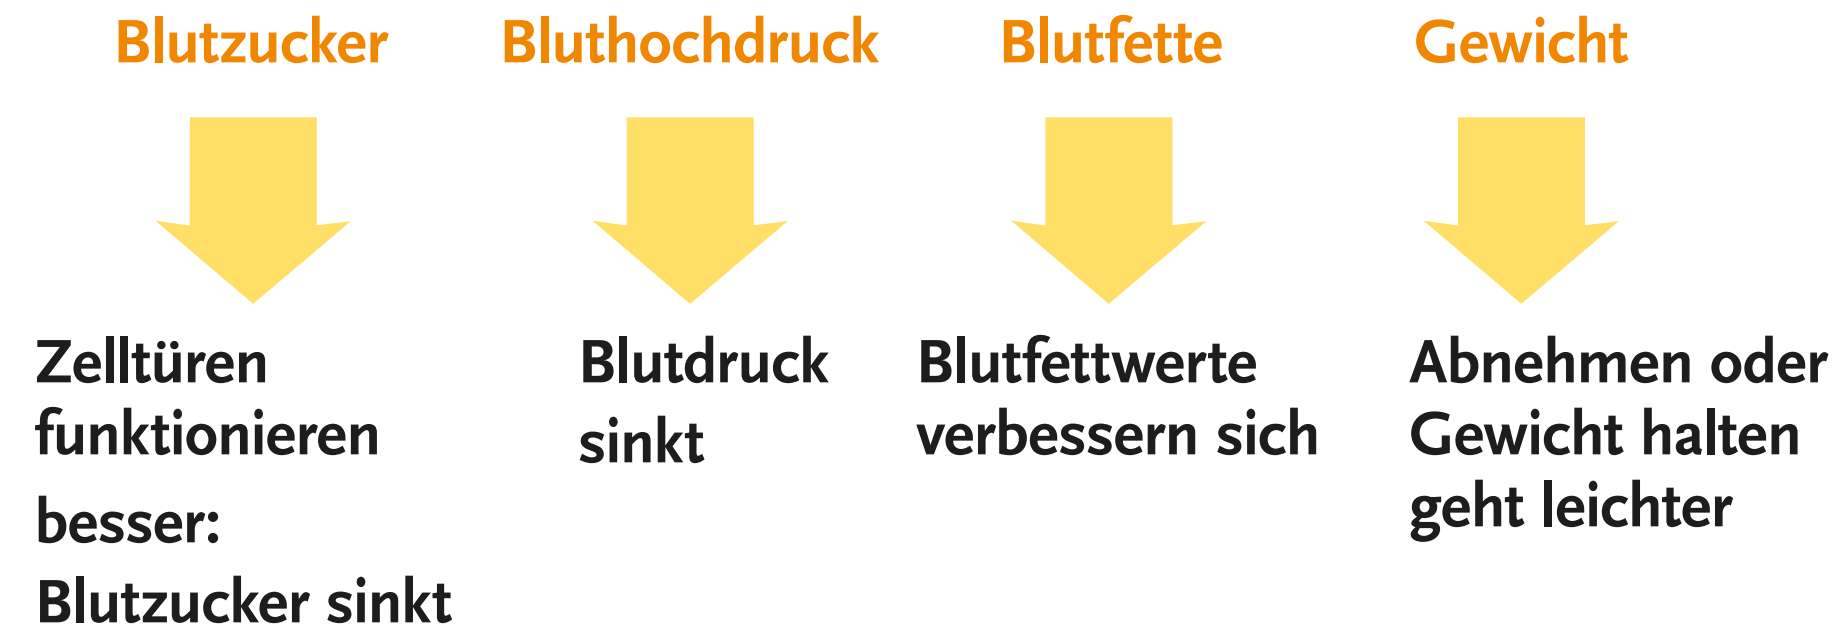 Blutzucker
Bluthochdruck
Blutfette
Gewicht
Zelltüren
funktionieren
besser:
Blutzucker sinkt
Blutdruck
sinkt
Blutfettwerte
verbessern sich
Abnehmen oder
Gewicht halten
geht leichter